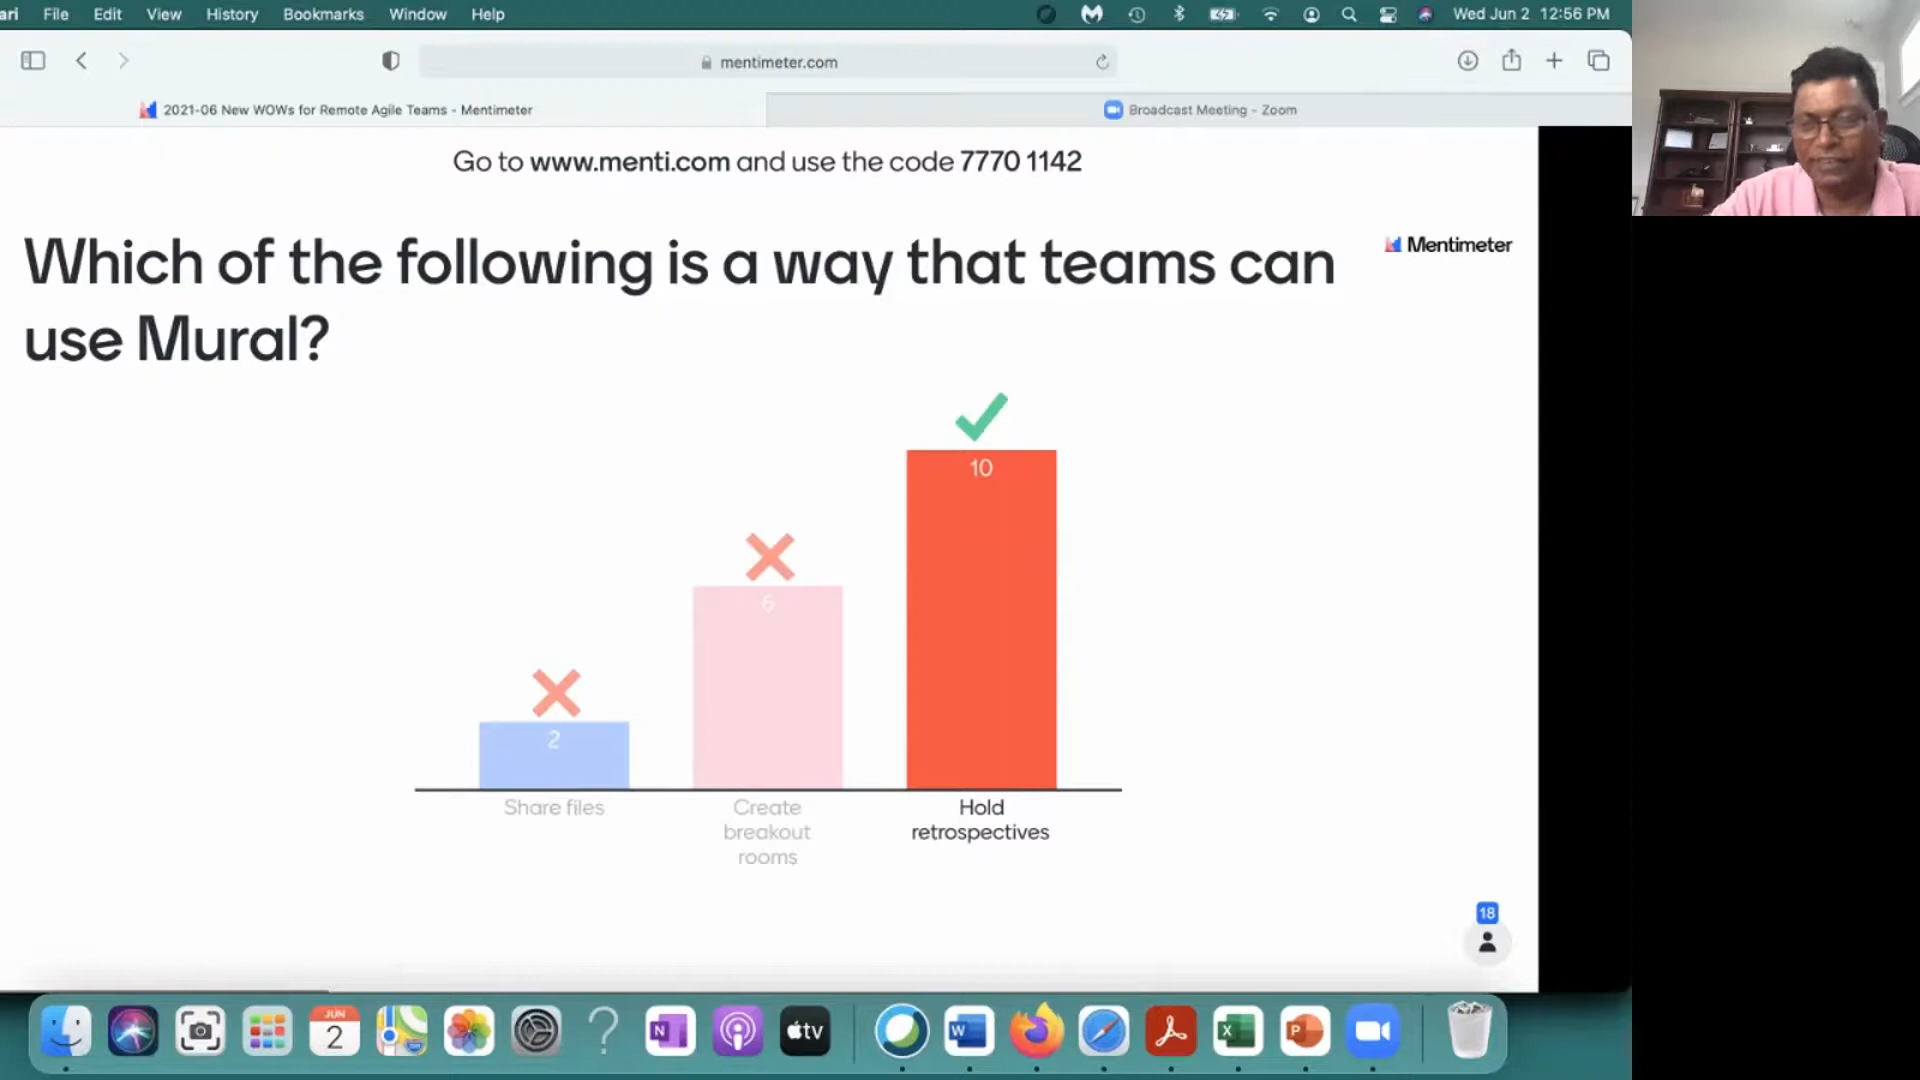 ari File Edit View History Bookmarks Window Help Wed Jun 2 12:56 PM
mentimeter.com
2021-06 New WOWs for Remote Agile Teams - Mentimeter
Broadcast Meeting - Zoom
Go to www.menti.com and use the code 7770 1142
Which of the following is a way that teams can
use Mural?
Mentimeter
10
6
2
Share files
Create
breakout
rooms
Hold
retrospectives
18
JUN
2
N
tv
W
X
P